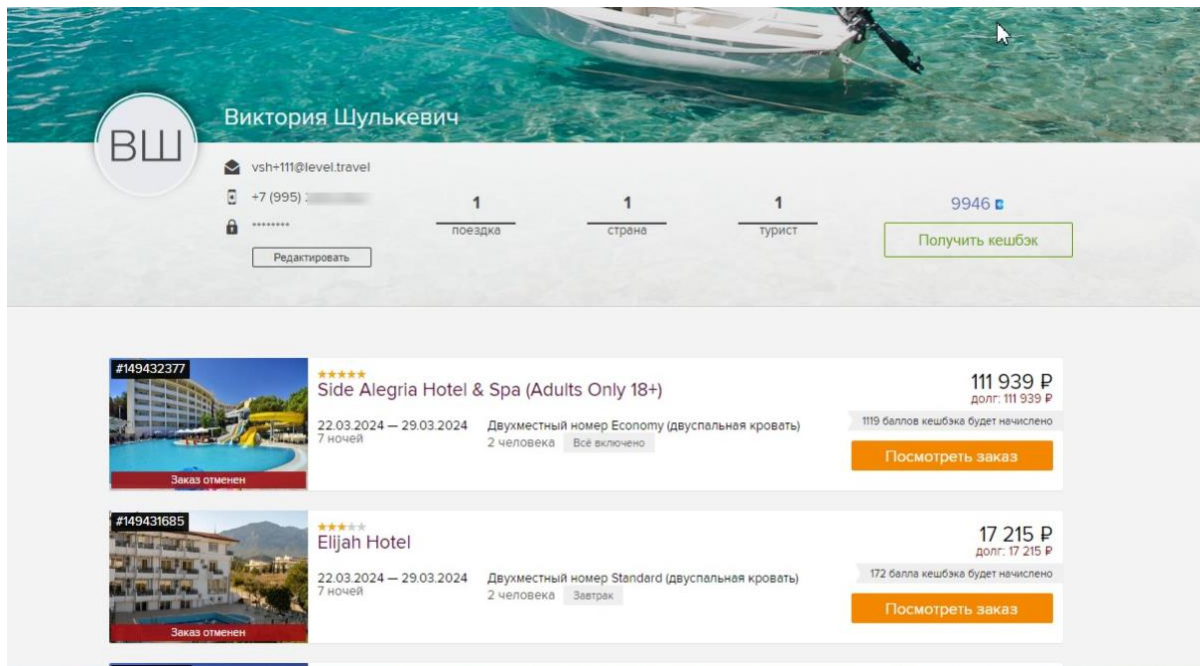 ВШ
Виктория Шулькевич
vsh+111@level.travel
+7 (995)
********
Редактировать
1
поездка
1
страна
1
турист
9946
Получить кешбэк
#149432377
Side Alegria Hotel & Spa (Adults Only 18+)
22.03.2024 — 29.03.2024
7 ночей
Двухместный номер Economy (двуспальная кровать)
2 человека Всё включено
111 939 ₽
долг: 111 939 ₽
1119 баллов кешбэка будет начислено
Посмотреть заказ
Заказ отменен
#149431685
Elijah Hotel
22.03.2024 — 29.03.2024
7 ночей
Двухместный номер Standard (двуспальная кровать)
2 человека Завтрак
17 215 ₽
долг: 17 215 ₽
172 балла кешбэка будет начислено
Посмотреть заказ
Заказ отменен